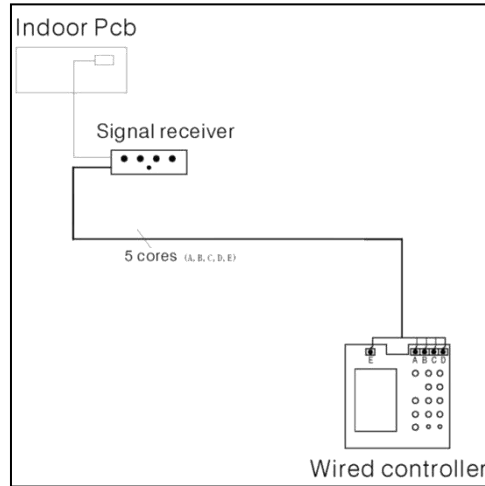 Indoor Pcb
Signal receiver
5 cores (A, B, C, D, E)
E A B C D
Wired controller